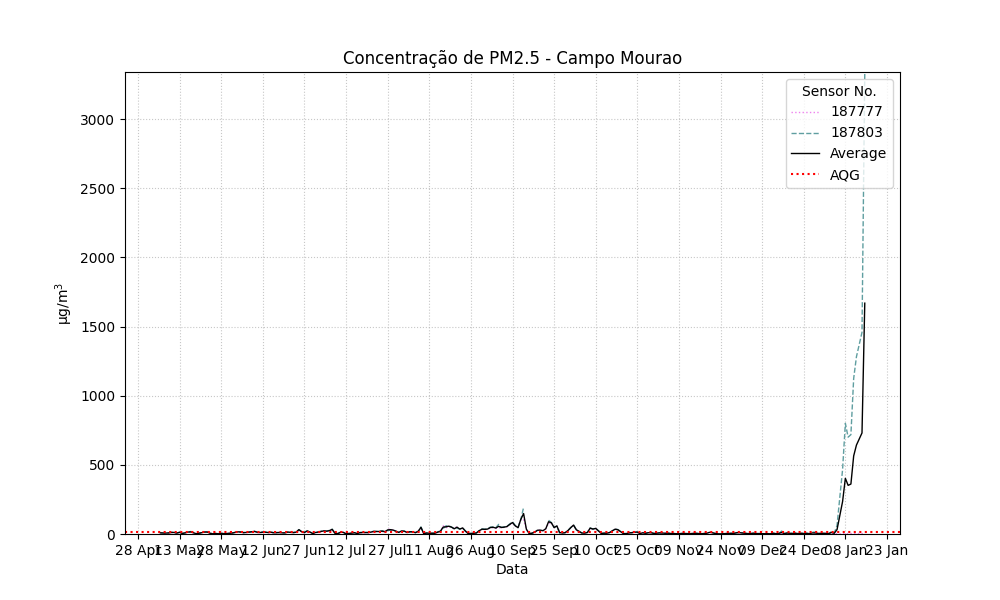 Concentração de PM2.5 - Campo Mourao
Sensor No.
187777
187803
Average
AQG
3000
2500
2000
1500
1000
500
0
µg/m³
28 Apr 13 May 28 May 12 Jun 27 Jun 12 Jul 27 Jul 11 Aug 26 Aug 10 Sep 25 Sep 10 Oct 25 Oct 09 Nov 24 Nov 09 Dec 24 Dec 08 Jan 23 Jan
Data